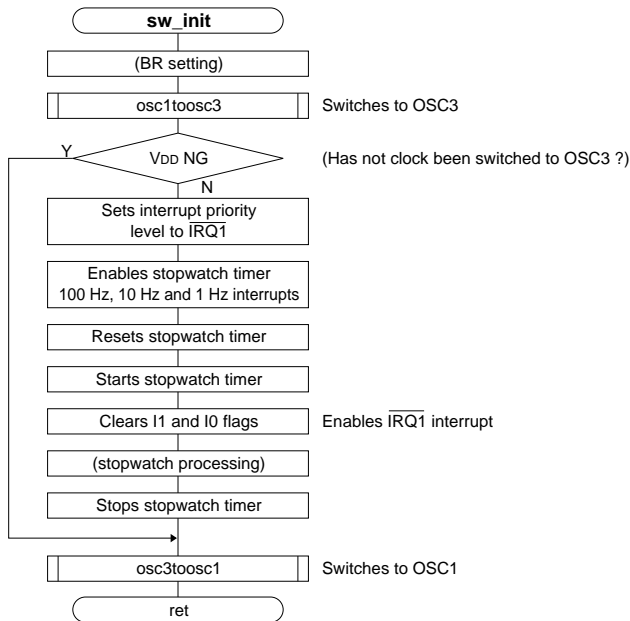 sw_init
(BR setting)
osc1toosc3
Switches to OSC3
Y
VDD NG
(Has not clock been switched to OSC3 ?)
N
Sets interrupt priority
level to IRQ1
Enables stopwatch timer
100 Hz, 10 Hz and 1 Hz interrupts
Resets stopwatch timer
Starts stopwatch timer
Clears I1 and I0 flags
Enables IRQ1 interrupt
(stopwatch processing)
Stops stopwatch timer
osc3toosc1
Switches to OSC1
ret